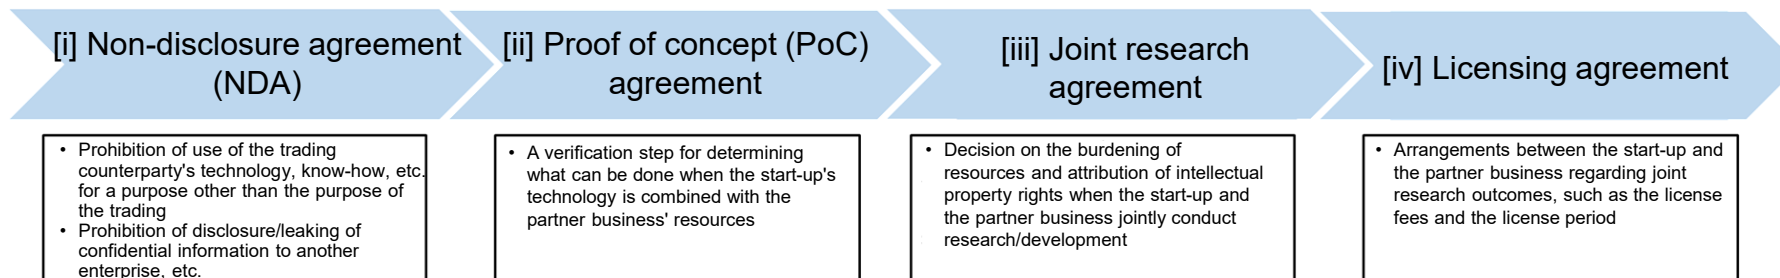 [i] Non-disclosure agreement
(NDA)
[ii] Proof of concept (PoC)
agreement
[iii] Joint research
agreement
[iv] Licensing agreement
• Prohibition of use of the trading
counterparty's technology, know-how, etc.
for a purpose other than the purpose of
the trading
• Prohibition of disclosure/leaking of
confidential information to another
enterprise, etc.
• A verification step for determining
what can be done when the start-up's
technology is combined with the
partner business' resources
• Decision on the burdening of
resources and attribution of intellectual
property rights when the start-up and
the partner business jointly conduct
research/development
• Arrangements between the start-up and
the partner business regarding joint
research outcomes, such as the license
fees and the license period